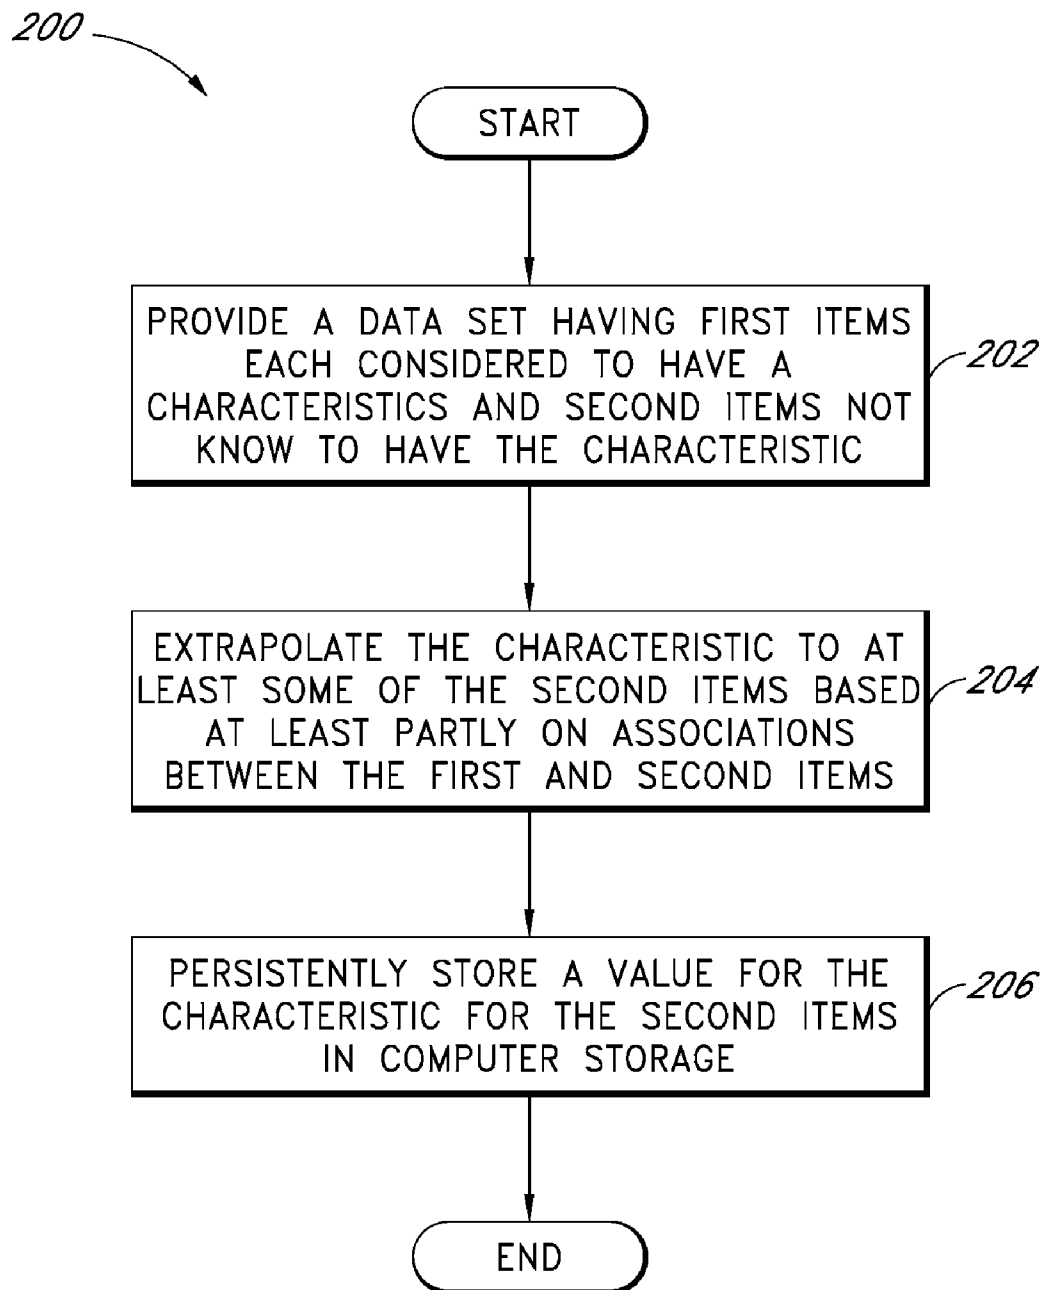 200
START
PROVIDE A DATA SET HAVING FIRST ITEMS
EACH CONSIDERED TO HAVE A
CHARACTERISTICS AND SECOND ITEMS NOT
KNOW TO HAVE THE CHARACTERISTIC
202
EXTRAPOLATE THE CHARACTERISTIC TO AT
LEAST SOME OF THE SECOND ITEMS BASED
AT LEAST PARTLY ON ASSOCIATIONS
BETWEEN THE FIRST AND SECOND ITEMS
204
PERSISTENTLY STORE A VALUE FOR THE
CHARACTERISTIC FOR THE SECOND ITEMS
IN COMPUTER STORAGE
206
END